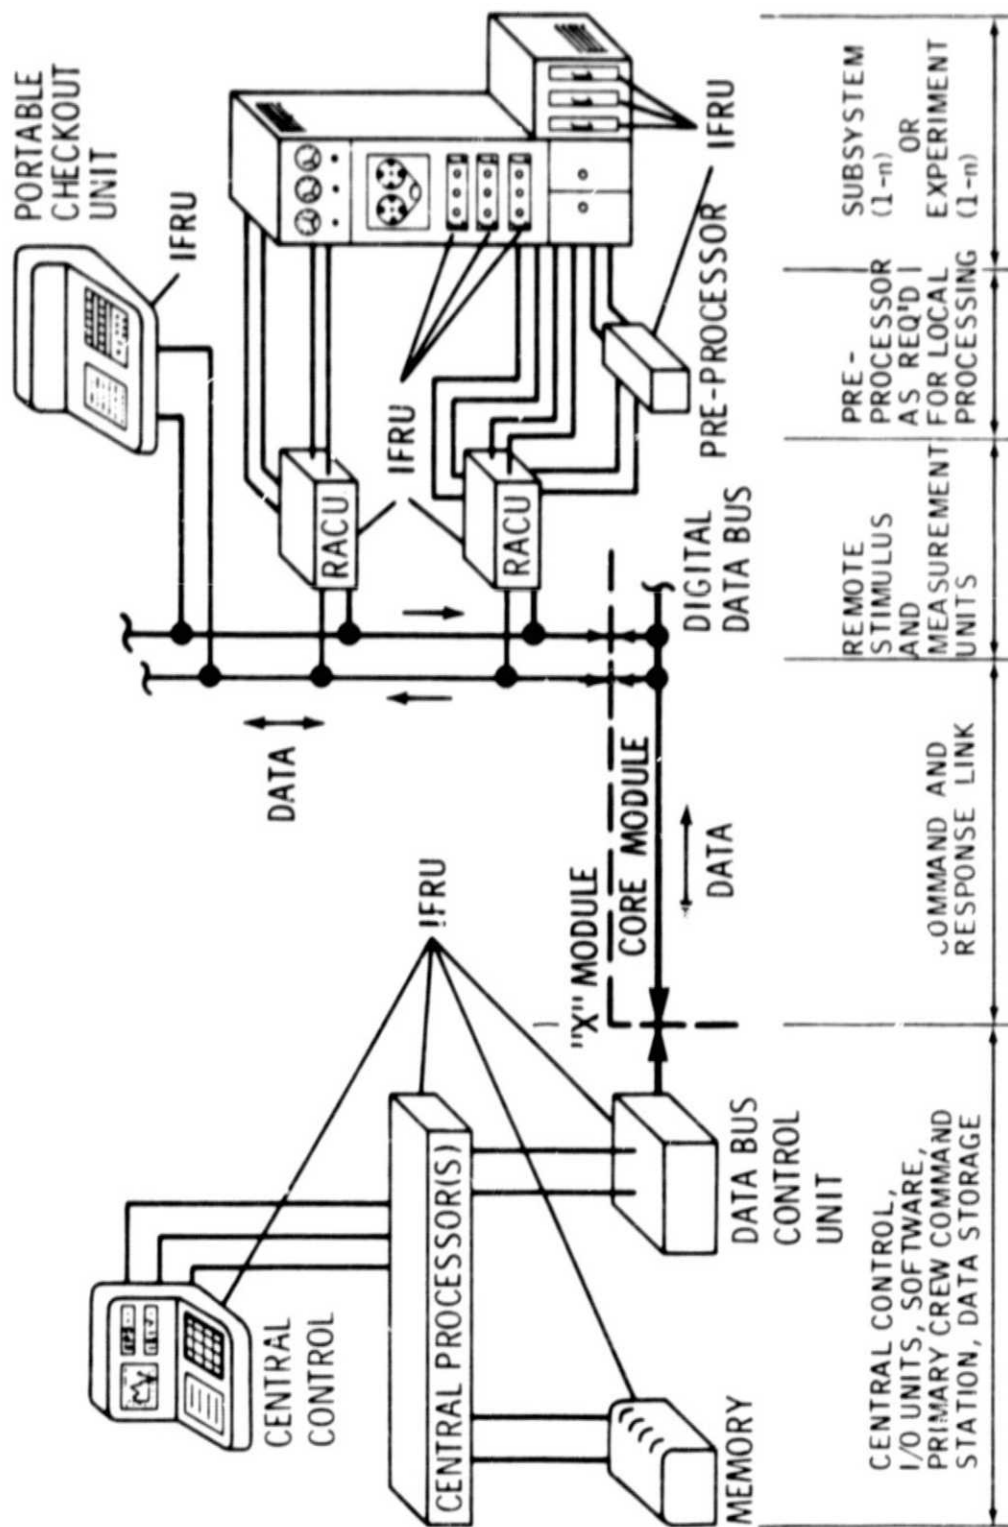 PORTABLE
CHECKOUT
UNIT
IFRU
CENTRAL
CONTROL
IFRU
DATA
RACU
IFRU
IFRU
CENTRAL PROCESSOR(S)
RACU
PRE-PROCESSOR
MEMORY
DATA BUS
CONTROL
UNIT
"X" MODULE
CORE MODULE
DATA
DIGITAL
DATA BUS
CENTRAL CONTROL,
I/O UNITS, SOFTWARE,
PRIMARY CREW COMMAND
STATION, DATA STORAGE
OMMAND AND
RESPONSE LINK
REMOTE
STIMULUS
AND
MEASUREMENT
UNITS
PRE-
PROCESSOR
AS REQ'D
FOR LOCAL
PROCESSING
SUBSYSTEM
(1-n) OR
EXPERIMENT
(1-n)